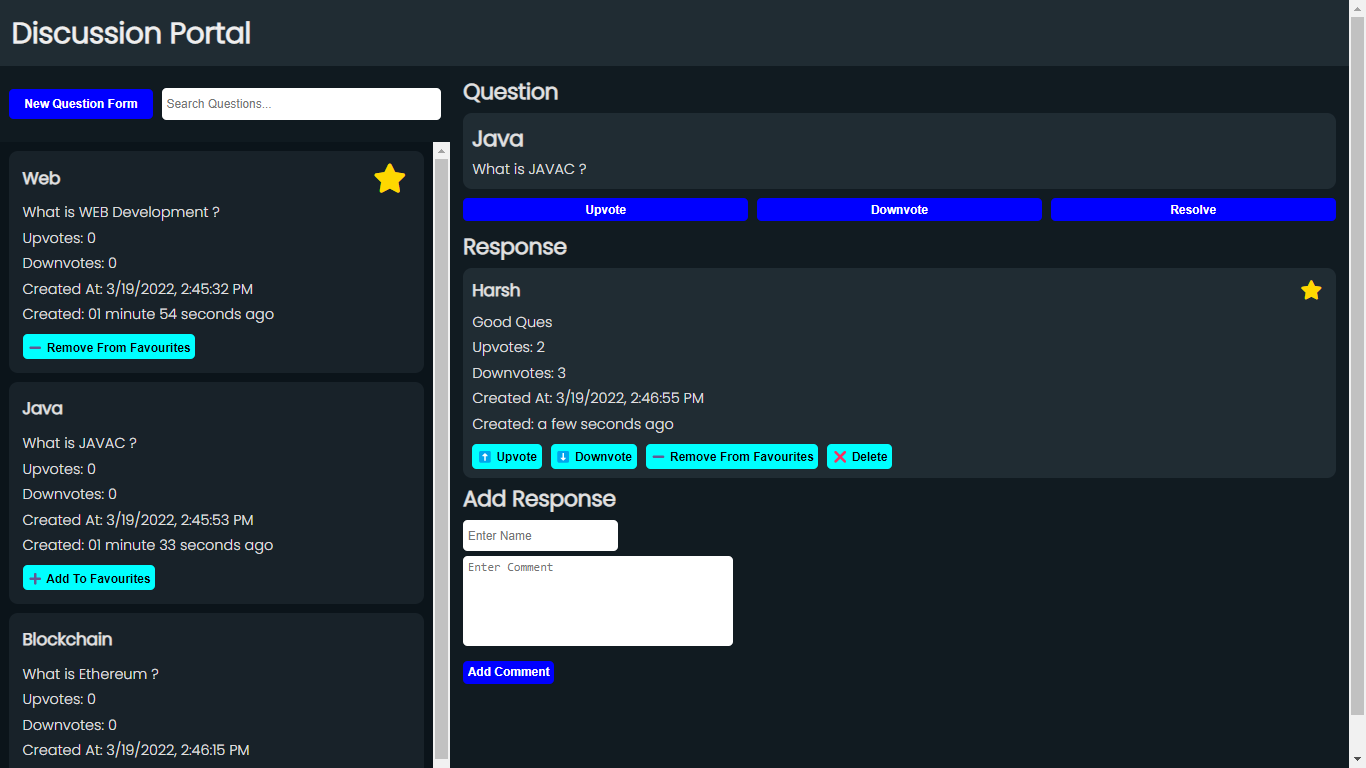 Discussion Portal
New Question Form
Search Questions...
Web
What is WEB Development ?
Upvotes: 0
Downvotes: 0
Created At: 3/19/2022, 2:45:32 PM
Created: 01 minute 54 seconds ago
Remove From Favourites
Java
What is JAVAC ?
Upvotes: 0
Downvotes: 0
Created At: 3/19/2022, 2:45:53 PM
Created: 01 minute 33 seconds ago
Add To Favourites
Blockchain
What is Ethereum ?
Upvotes: 0
Downvotes: 0
Created At: 3/19/2022, 2:46:15 PM
Question
Java
What is JAVAC ?
Upvote Downvote Resolve
Response
Harsh
Good Ques
Upvotes: 2
Downvotes: 3
Created At: 3/19/2022, 2:46:55 PM
Created: a few seconds ago
Upvote Downvote Remove From Favourites Delete
Add Response
Enter Name
Enter Comment
Add Comment